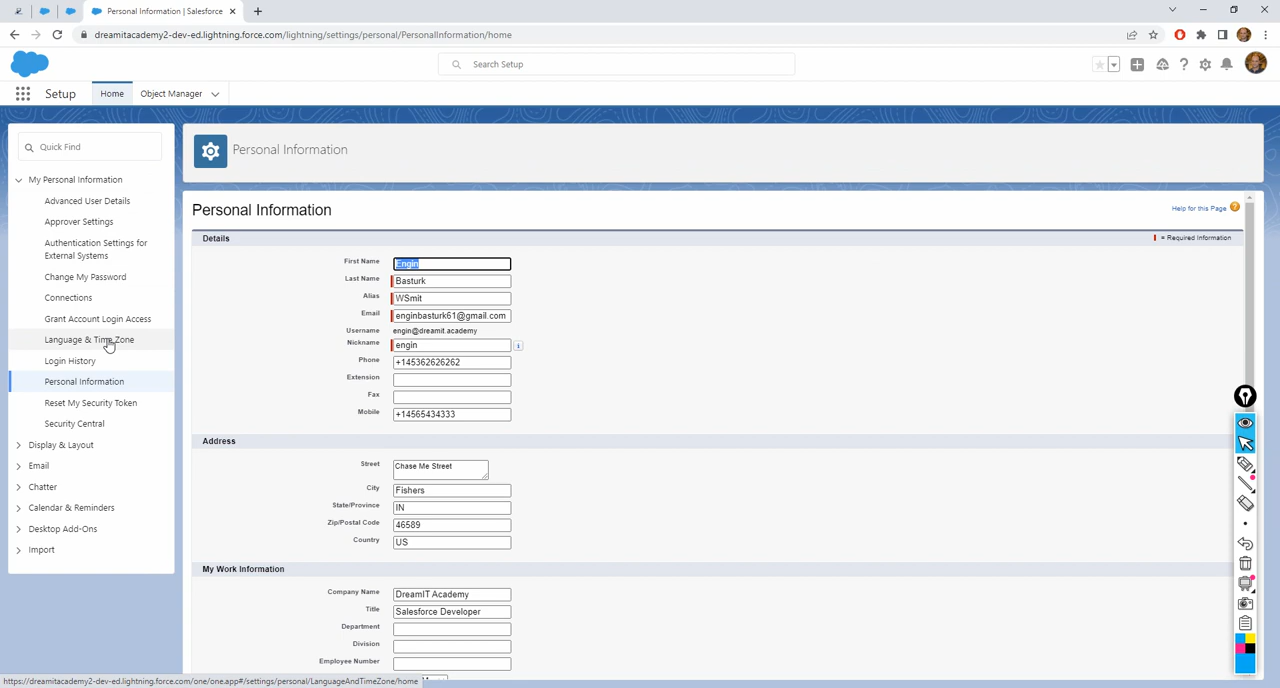 Personal Information | Salesforce
dreamitacademy2-dev-ed.lightning.force.com/lightning/settings/personal/PersonalInformation/home
Search Setup
Setup
Home
Object Manager
Quick Find
My Personal Information
Advanced User Details
Approver Settings
Authentication Settings for
External Systems
Change My Password
Connections
Grant Account Login Access
Language & Time Zone
Login History
Personal Information
Reset My Security Token
Security Central
Display & Layout
Email
Chatter
Calendar & Reminders
Desktop Add-Ons
Import
Personal Information
Personal Information
Help for this Page
Details
= Required Information
First Name Engin
Last Name Basturk
Alias WSmit
Email enginbasturk61@gmail.com
Username engin@dreamit.academy
Nickname engin
Phone +145362626262
Extension
Fax
Mobile +14565434333
Address
Street Chase Me Street
City Fishers
State/Province IN
Zip/Postal Code 46589
Country US
My Work Information
Company Name DreamIT Academy
Title Salesforce Developer
Department
Division
Employee Number
https://dreamitacademy2-dev-ed.lightning.force.com/one/one.app#/settings/personal/LanguageAndTimeZone/home